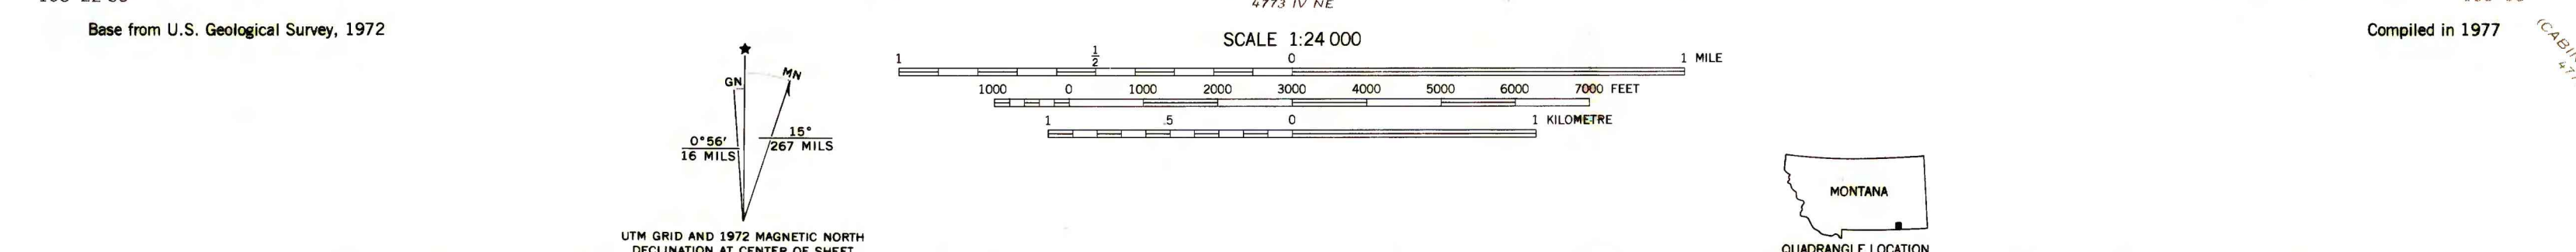 4773 IV NE
Base from U.S. Geological Survey, 1972
SCALE 1:24 000
Compiled in 1977
1 1/2 0 1 MILE
1000 0 1000 2000 3000 4000 5000 6000 7000 FEET
1 .5 0 1 KILOMETRE
GN
MN
0°56'
16 MILS
15°
267 MILS
UTM GRID AND 1972 MAGNETIC NORTH
DECLINATION AT CENTER OF SHEET
MONTANA
QUADRANGLE LOCATION